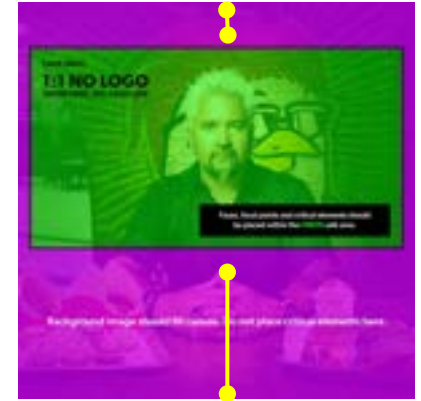 1:1 NO LOGO
Faces, focal points and critical elements should
be placed within the GREEN safe area.
Background image should fill canvas. Do not place critical elements here.